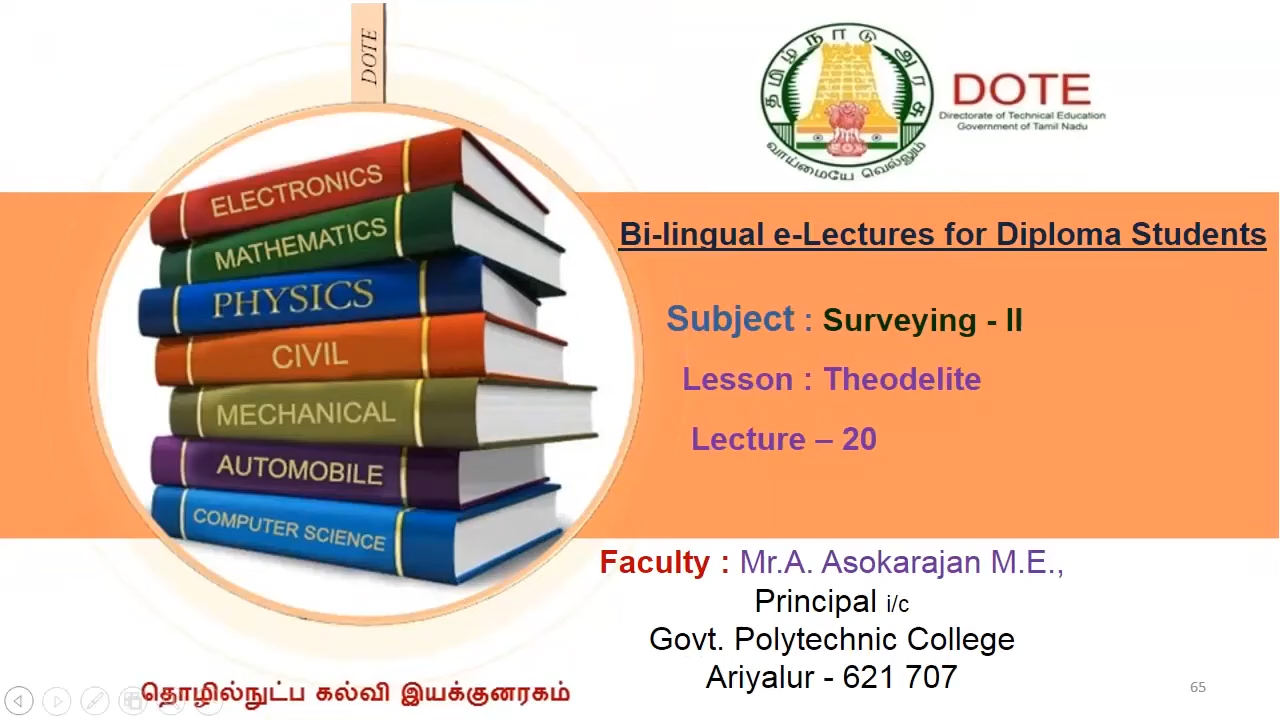 DOTE
தமிழ்நாடு அரசு
வாய்மையே வெல்லும்
DOTE
Directorate of Technical Education
Government of Tamil Nadu
ELECTRONICS
MATHEMATICS
PHYSICS
CIVIL
MECHANICAL
AUTOMOBILE
COMPUTER SCIENCE
Bi-lingual e-Lectures for Diploma Students
Subject : Surveying - II
Lesson : Theodelite
Lecture – 20
Faculty : Mr.A. Asokarajan M.E.,
Principal i/c
Govt. Polytechnic College
Ariyalur - 621 707
தொழில்நுட்ப கல்வி இயக்குனரகம்
65